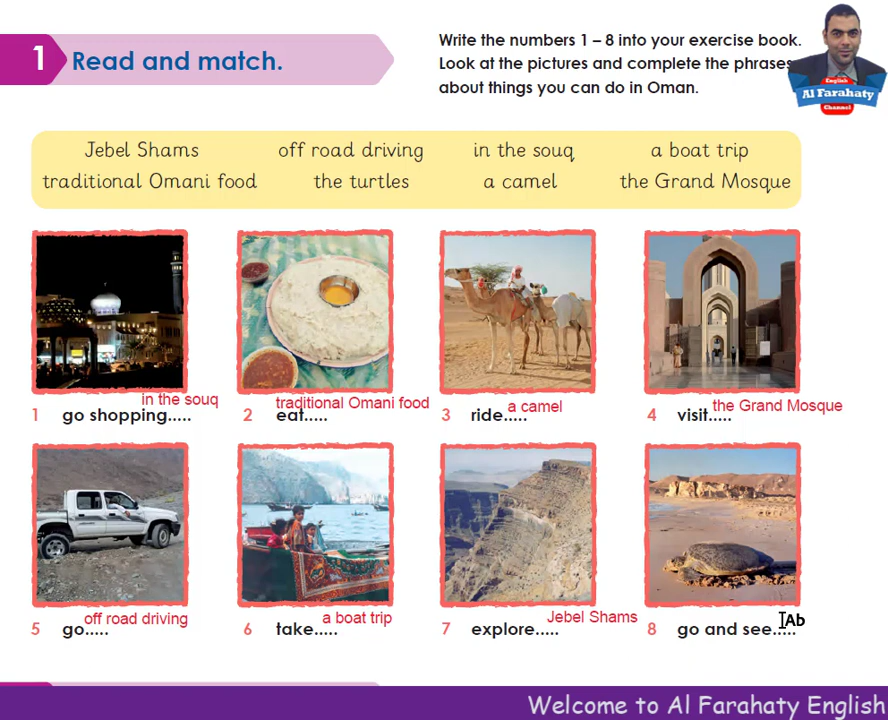 1 Read and match.
Write the numbers 1 – 8 into your exercise book.
Look at the pictures and complete the phrases
about things you can do in Oman.
English
Al Farahaty
Channel
Jebel Shams off road driving in the souq a boat trip
traditional Omani food the turtles a camel the Grand Mosque
in the souq
1 go shopping.....
traditional Omani food
2 eat.....
a camel
3 ride.....
the Grand Mosque
4 visit.....
off road driving
5 go.....
a boat trip
6 take.....
Jebel Shams
7 explore.....
Ab
8 go and see.....
Welcome to Al Farahaty English